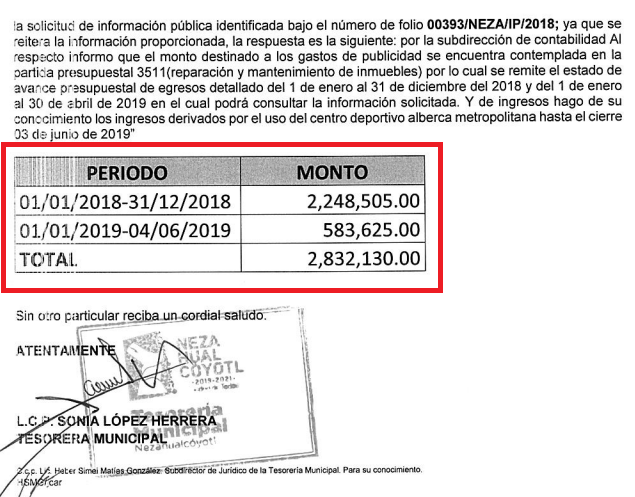 la solicitud de información pública identificada bajo el número de folio 00393/NEZA/IP/2018; ya que se
reitera la información proporcionada, la respuesta es la siguiente: por la subdirección de contabilidad Al
respecto informo que el monto destinado a los gastos de publicidad se encuentra contemplada en la
partida presupuestal 3511(reparación y mantenimiento de inmuebles) por lo cual se remite el estado de
avance presupuestal de egresos detallado del 1 de enero al 31 de diciembre del 2018 y del 1 de enero
al 30 de abril de 2019 en el cual podrá consultar la información solicitada. Y de ingresos hago de su
conocimiento los ingresos derivados por el uso del centro deportivo alberca metropolitana hasta el cierre
03 de junio de 2019"
PERIODO MONTO
01/01/2018-31/12/2018 2,248,505.00
01/01/2019-04/06/2019 583,625.00
TOTAL 2,832,130.00
Sin otro particular reciba un cordial saludo.
ATENTAMENTE
NEZA
HUAL
COYOTL
-2019-2021-
L.C.P. SONIA LÓPEZ HERRERA
TESORERA MUNICIPAL
Tesorería
Municipal
Nezahualcóyotl
C.c.p. Lic. Heber Simei Matías González. Subdirector de Jurídico de la Tesorería Municipal. Para su conocimiento.